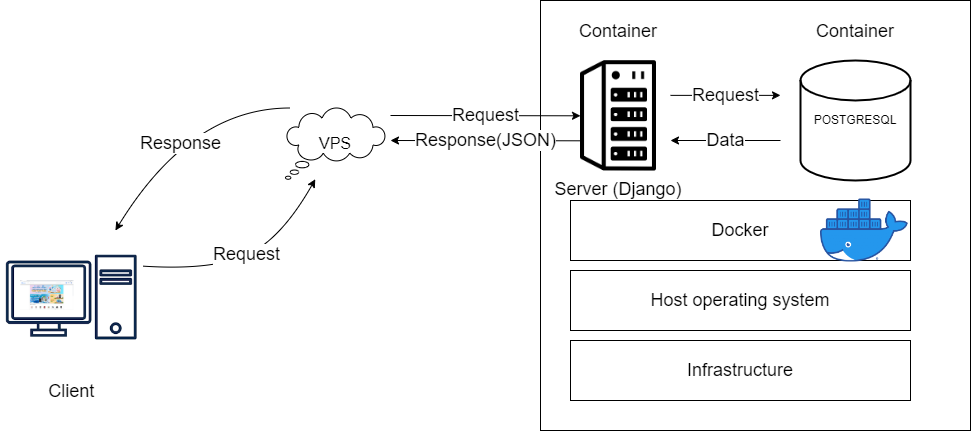 Container
Container
Request
Request
POSTGRESQL
Response
VPS
Response(JSON)
Data
Server (Django)
Docker
Request
Host operating system
Infrastructure
Client